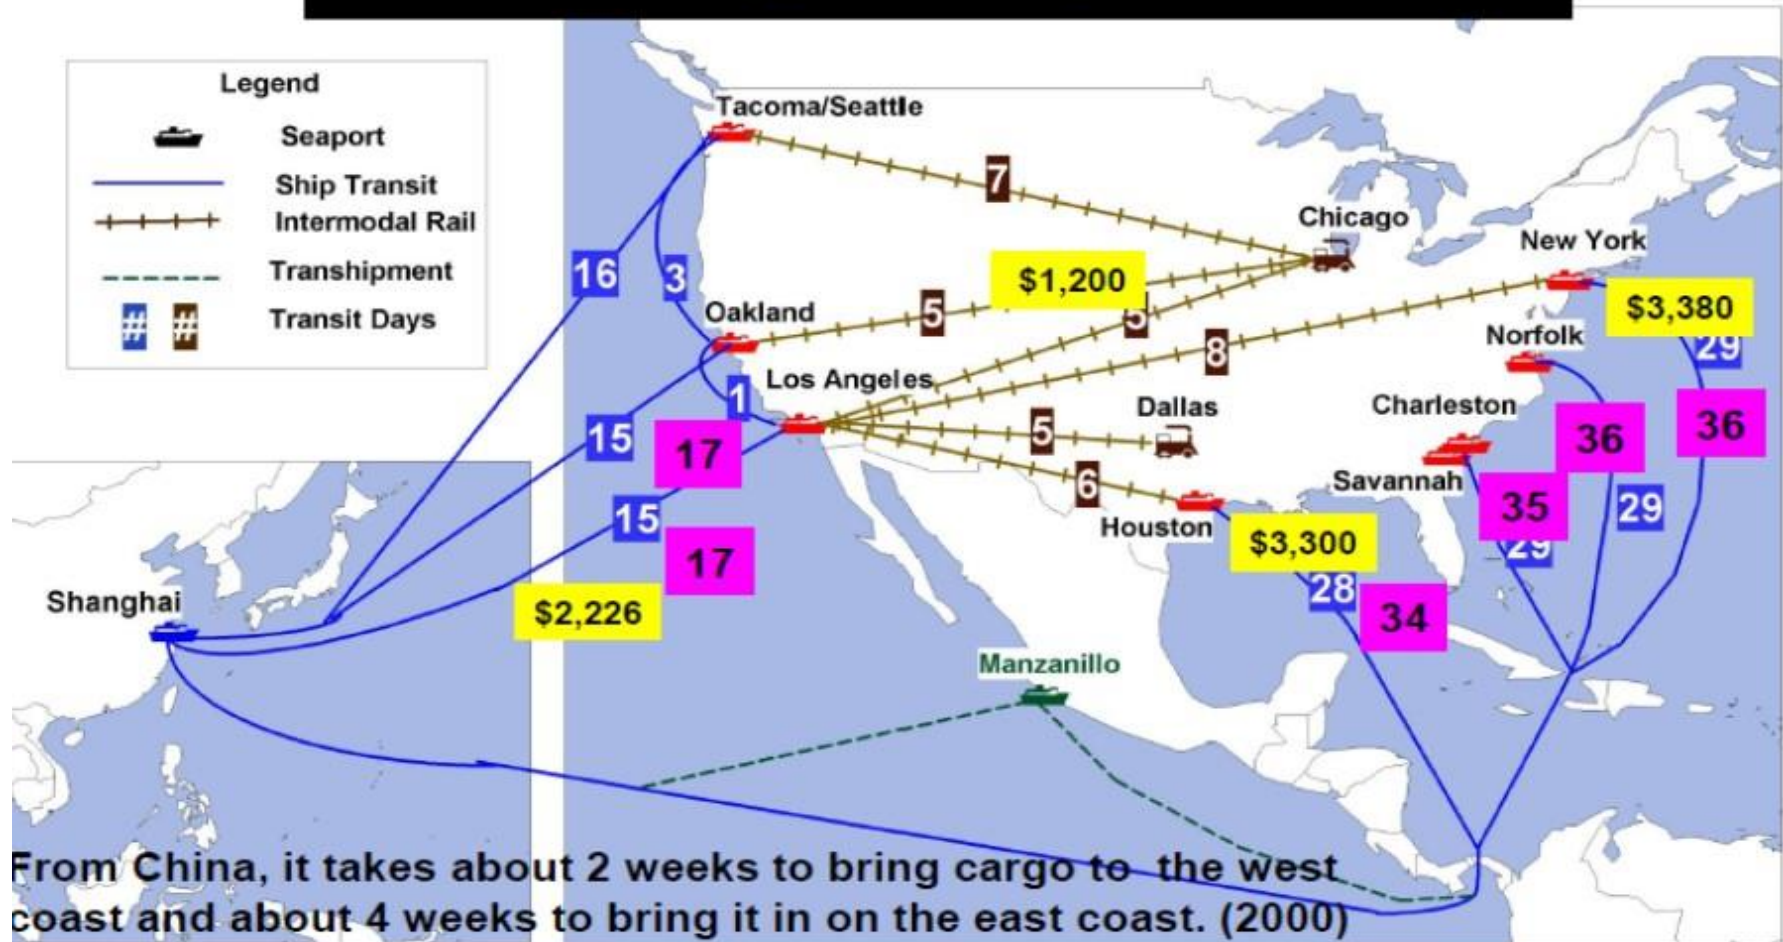 Legend
Seaport
Ship Transit
Intermodal Rail
Transhipment
# # Transit Days
Tacoma/Seattle
7
Chicago
New York
16
3
$1,200
$3,380
Oakland
5
5
8
Norfolk
29
Los Angeles
1
Dallas
Charleston
15
17
5
36
36
6
Savannah
15
Houston
35
29
$3,300
29
17
28
34
Shanghai
$2,226
Manzanillo
From China, it takes about 2 weeks to bring cargo to the west
coast and about 4 weeks to bring it in on the east coast. (2000)